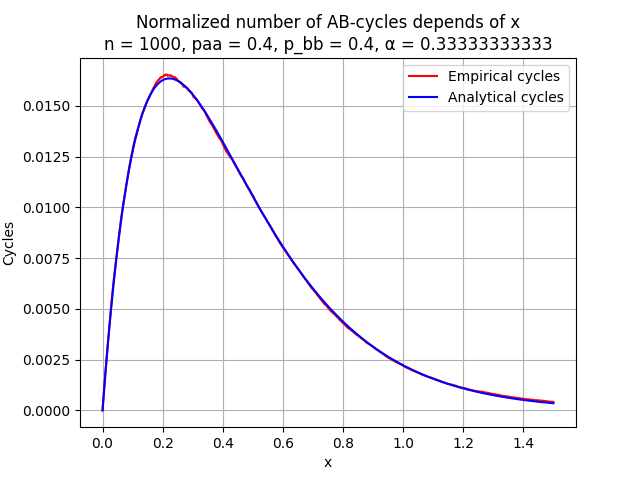 Normalized number of AB-cycles depends of x
n = 1000, paa = 0.4, p_bb = 0.4, α = 0.33333333333
Empirical cycles
Analytical cycles
Cycles
0.0150
0.0125
0.0100
0.0075
0.0050
0.0025
0.0000
0.0 0.2 0.4 0.6 0.8 1.0 1.2 1.4
x